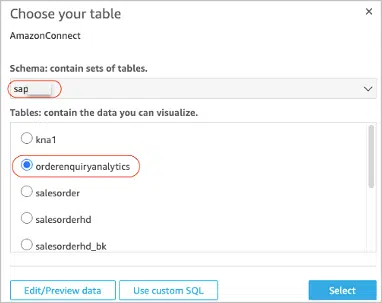 Choose your table
AmazonConnect
Schema: contain sets of tables.
sap
Tables: contain the data you can visualize.
kna1
orderenquiryanalytics
salesorder
salesorderhd
salesorderhd_bk
Edit/Preview data
Use custom SQL
Select